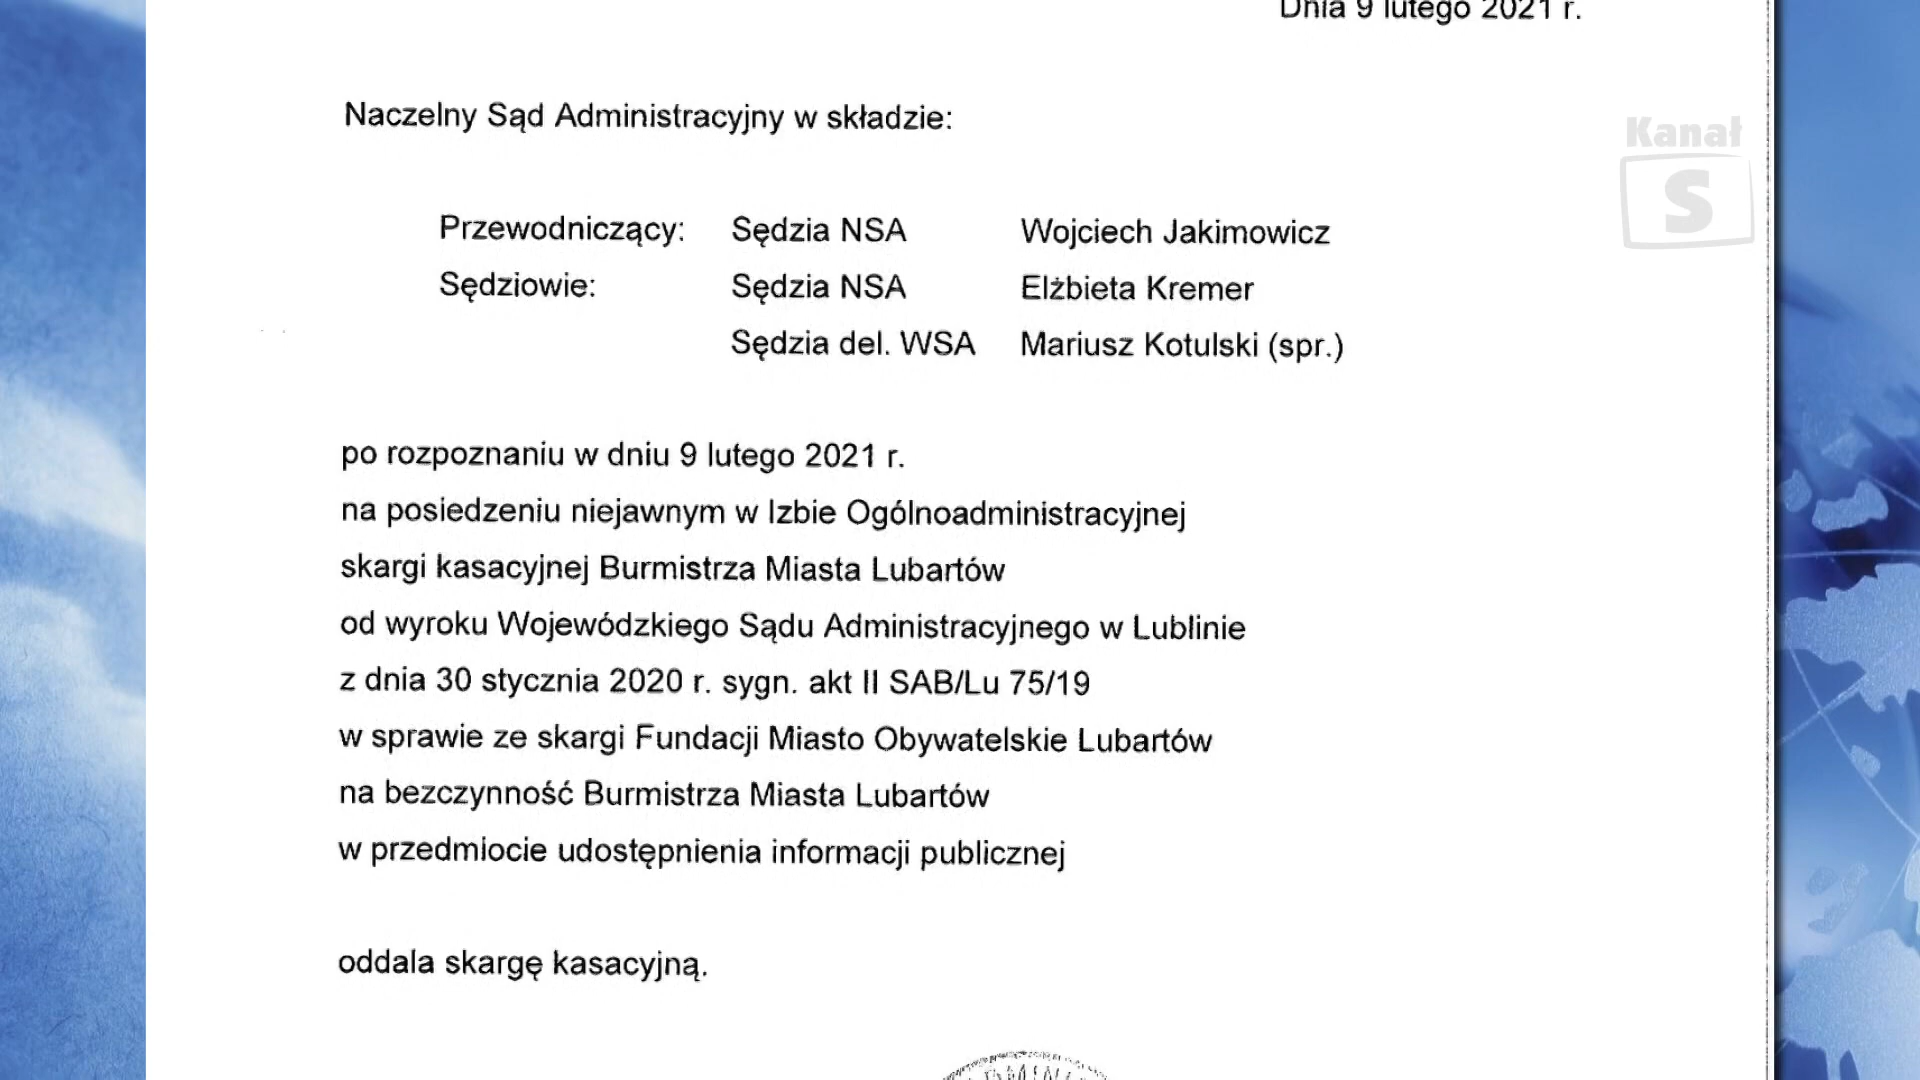 Dnia 9 lutego 2021 r.
Naczelny Sąd Administracyjny w składzie:
Kanał
S
Przewodniczący: Sędzia NSA Wojciech Jakimowicz
Sędziowie: Sędzia NSA Elżbieta Kremer
Sędzia del. WSA Mariusz Kotulski (spr.)
po rozpoznaniu w dniu 9 lutego 2021 r.
na posiedzeniu niejawnym w Izbie Ogólnoadministracyjnej
skargi kasacyjnej Burmistrza Miasta Lubartów
od wyroku Wojewódzkiego Sądu Administracyjnego w Lublinie
z dnia 30 stycznia 2020 r. sygn. akt II SAB/Lu 75/19
w sprawie ze skargi Fundacji Miasto Obywatelskie Lubartów
na bezczynność Burmistrza Miasta Lubartów
w przedmiocie udostępnienia informacji publicznej
oddala skargę kasacyjną.